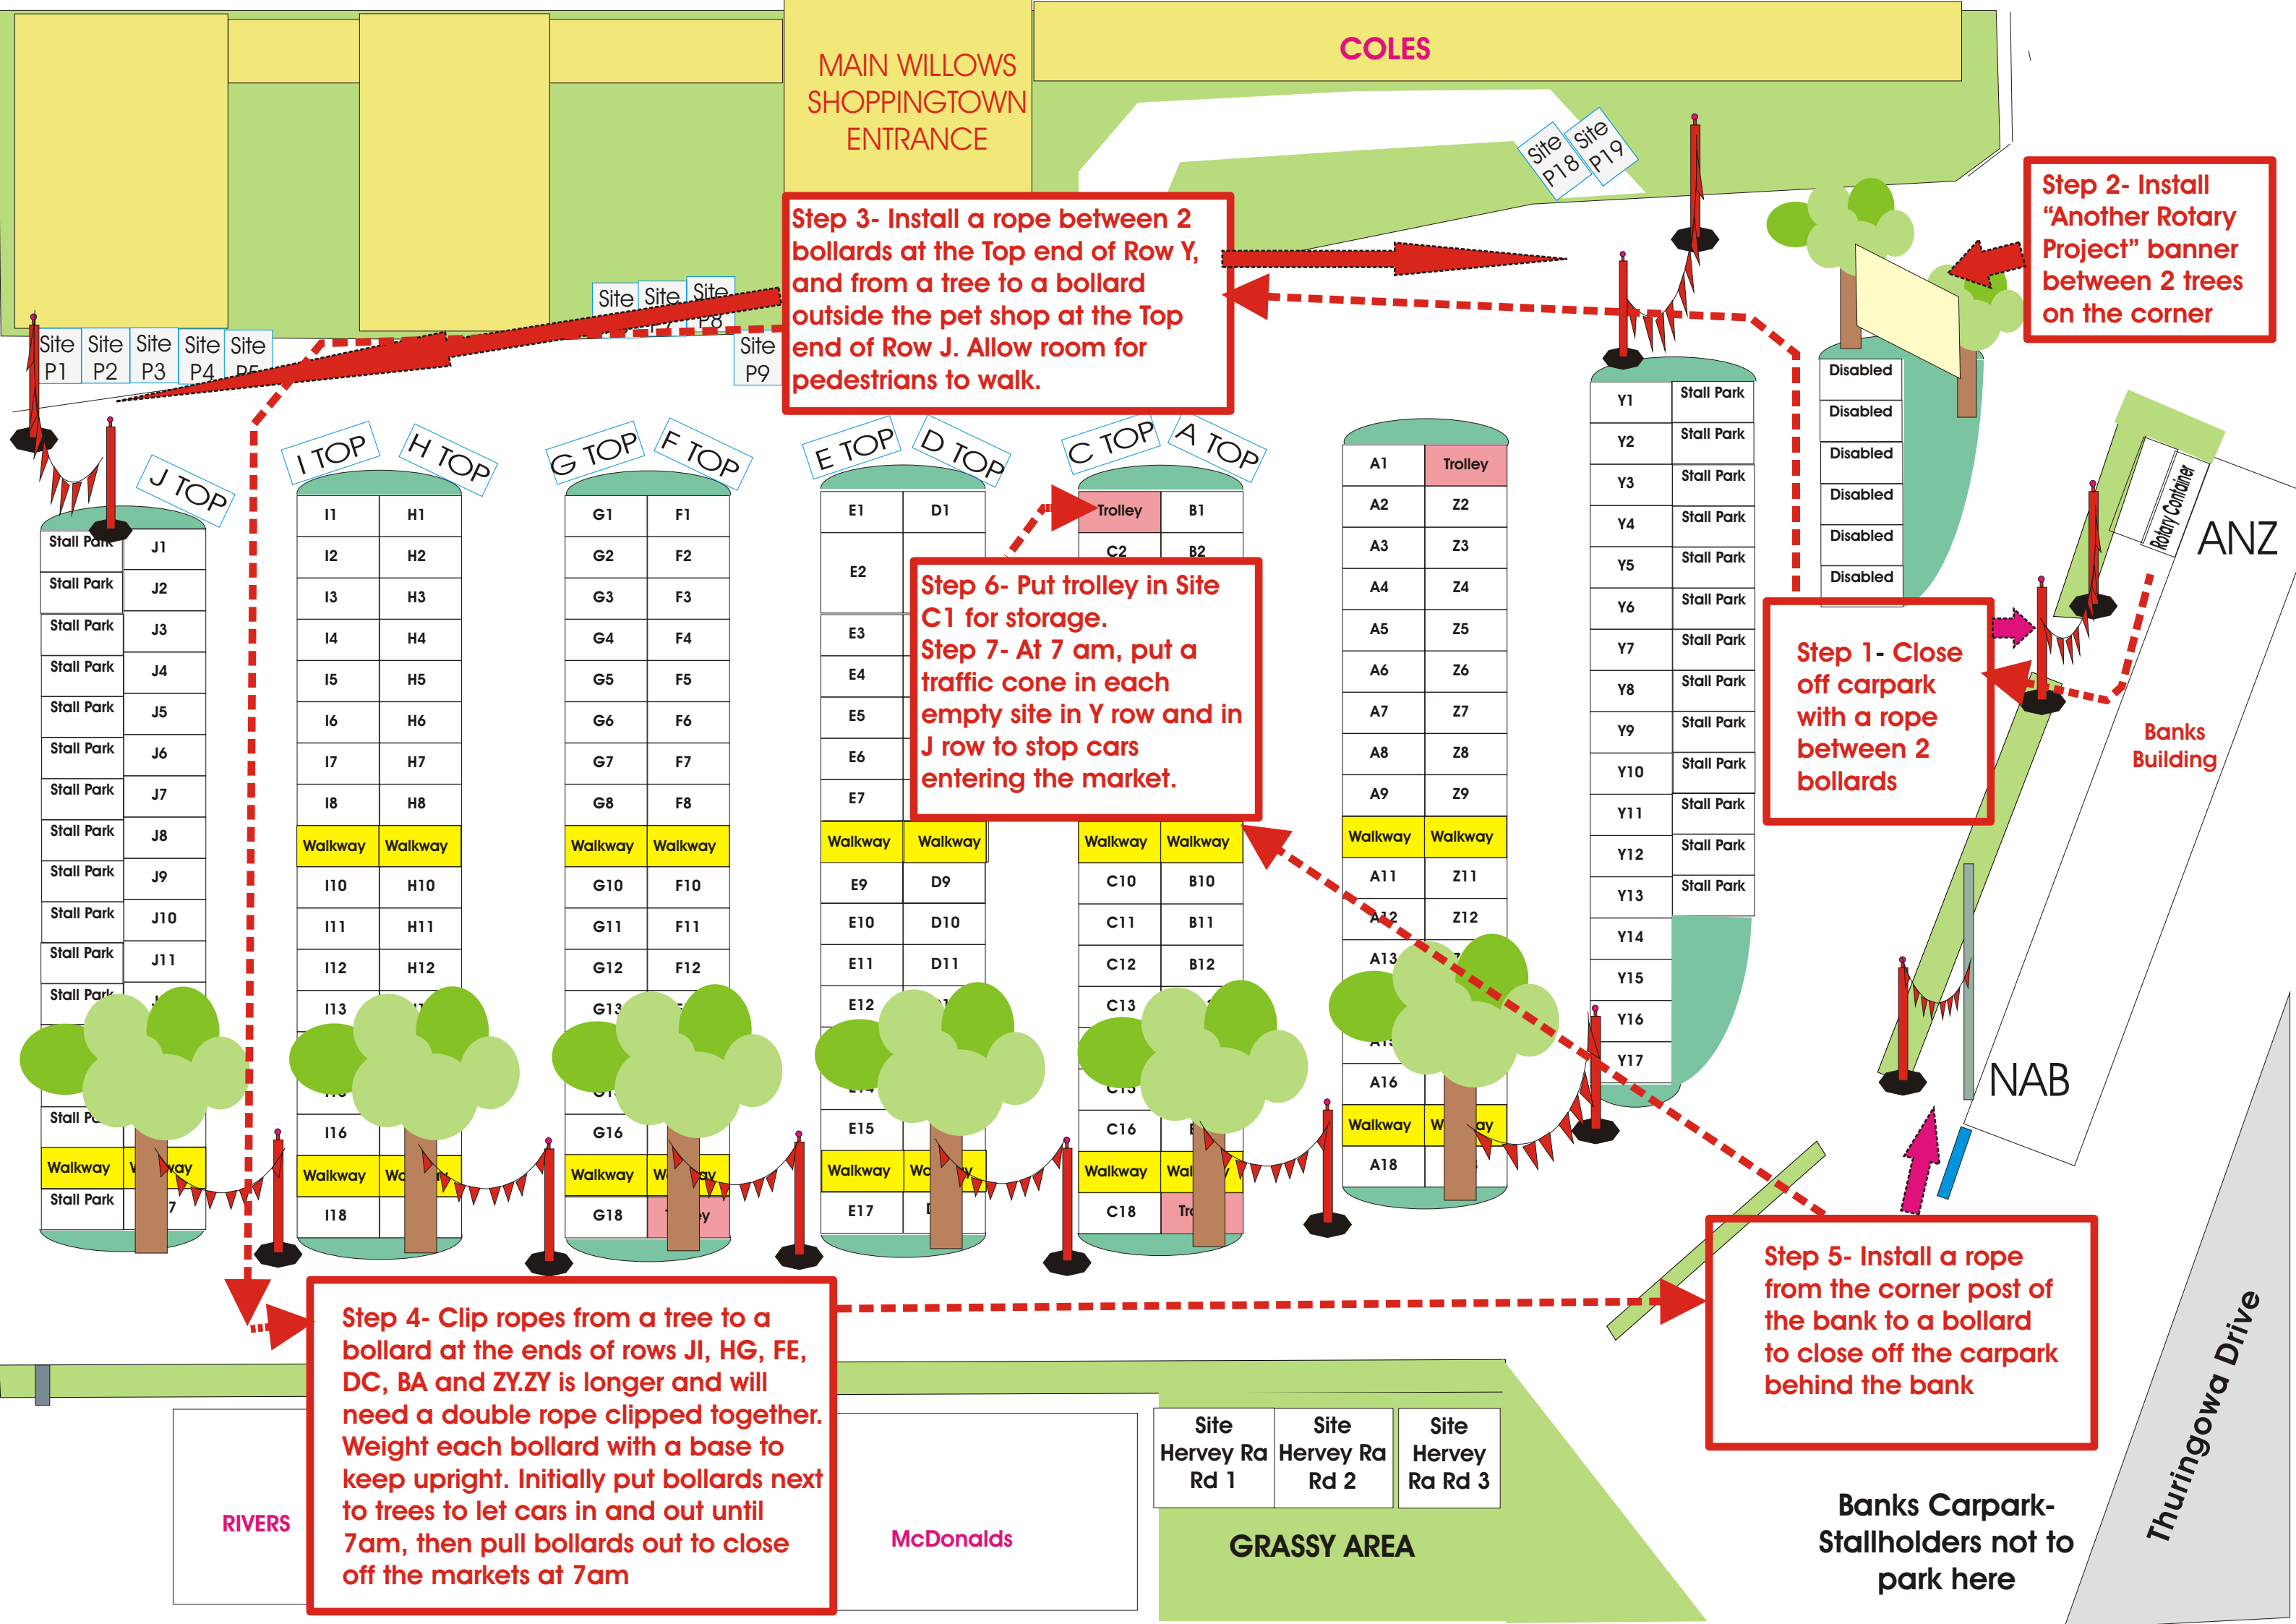 MAIN WILLOWS
SHOPPINGTOWN
ENTRANCE
COLES
Site
P18
Site
P19
Step 2- Install
“Another Rotary
Project” banner
between 2 trees
on the corner
Step 3- Install a rope between 2
bollards at the Top end of Row Y,
and from a tree to a bollard
outside the pet shop at the Top
end of Row J. Allow room for
pedestrians to walk.
Site
Site
Site
P8
Site
P1
Site
P2
Site
P3
Site
P4
Site
P5
Site
P9
J TOP
I TOP
H TOP
G TOP
F TOP
E TOP
D TOP
C TOP
A TOP
Stall Park
Stall Park
Stall Park
Stall Park
Stall Park
Stall Park
Stall Park
Stall Park
Stall Park
Stall Park
Stall Park
Stall Park
Walkway
Stall Park
J1
J2
J3
J4
J5
J6
J7
J8
J9
J10
J11
I1
I2
I3
I4
I5
I6
I7
I8
Walkway
I10
I11
I12
I13
I16
Walkway
I18
H1
H2
H3
H4
H5
H6
H7
H8
Walkway
H10
H11
H12
G1
G2
G3
G4
G5
G6
G7
G8
Walkway
G10
G11
G12
G13
G16
Walkway
G18
F1
F2
F3
F4
F5
F6
F7
F8
Walkway
F10
F11
F12
E1
E2
E3
E4
E5
E6
E7
Walkway
E9
E10
E11
E12
E15
Walkway
E17
D1
Walkway
D9
D10
D11
Trolley
C2
Walkway
C10
C11
C12
C13
C16
Walkway
C18
B1
B2
Walkway
B10
B11
B12
Step 6- Put trolley in Site
C1 for storage.
Step 7- At 7 am, put a
traffic cone in each
empty site in Y row and in
J row to stop cars
entering the market.
A1
A2
A3
A4
A5
A6
A7
A8
A9
Walkway
A11
A12
A13
A16
Walkway
A18
Trolley
Z2
Z3
Z4
Z5
Z6
Z7
Z8
Z9
Walkway
Z11
Z12
Y1
Y2
Y3
Y4
Y5
Y6
Y7
Y8
Y9
Y10
Y11
Y12
Y13
Y14
Y15
Y16
Y17
Stall Park
Stall Park
Stall Park
Stall Park
Stall Park
Stall Park
Stall Park
Stall Park
Stall Park
Stall Park
Stall Park
Stall Park
Stall Park
Disabled
Disabled
Disabled
Disabled
Disabled
Disabled
Step 1- Close
off carpark
with a rope
between 2
bollards
Rotary Container
ANZ
Banks
Building
NAB
Step 4- Clip ropes from a tree to a
bollard at the ends of rows JI, HG, FE,
DC, BA and ZY.ZY is longer and will
need a double rope clipped together.
Weight each bollard with a base to
keep upright. Initially put bollards next
to trees to let cars in and out until
7am, then pull bollards out to close
off the markets at 7am
Step 5- Install a rope
from the corner post of
the bank to a bollard
to close off the carpark
behind the bank
RIVERS
McDonalds
Site
Hervey Ra
Rd 1
Site
Hervey Ra
Rd 2
Site
Hervey
Ra Rd 3
GRASSY AREA
Banks Carpark-
Stallholders not to
park here
Thuringowa Drive